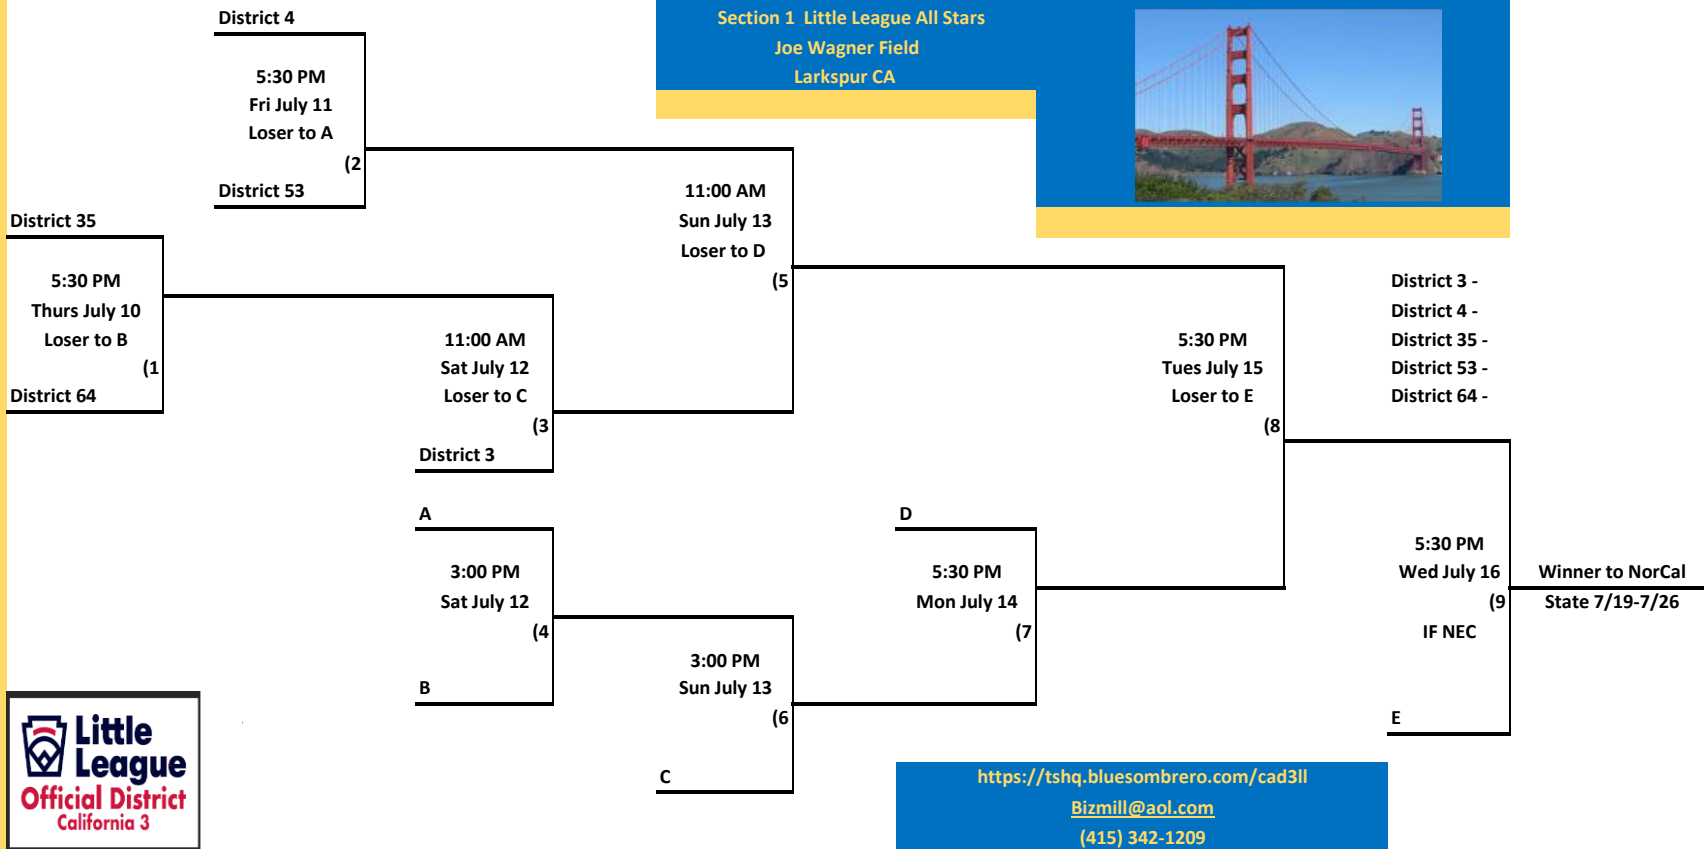 Section 1 Little League All Stars
Joe Wagner Field
Larkspur CA
District 4
5:30 PM
Fri July 11
Loser to A
(2
District 53
District 35
5:30 PM
Thurs July 10
Loser to B
(1
District 64
11:00 AM
Sat July 12
Loser to C
(3
District 3
11:00 AM
Sun July 13
Loser to D
(5
A
3:00 PM
Sat July 12
(4
B
3:00 PM
Sun July 13
(6
C
D
5:30 PM
Mon July 14
(7
5:30 PM
Tues July 15
Loser to E
(8
District 3 -
District 4 -
District 35 -
District 53 -
District 64 -
5:30 PM
Wed July 16
(9
IF NEC
E
Winner to NorCal
State 7/19-7/26
Little
League
Official District
California 3
https://tshq.bluesombrero.com/cad3ll
Bizmill@aol.com
(415) 342-1209